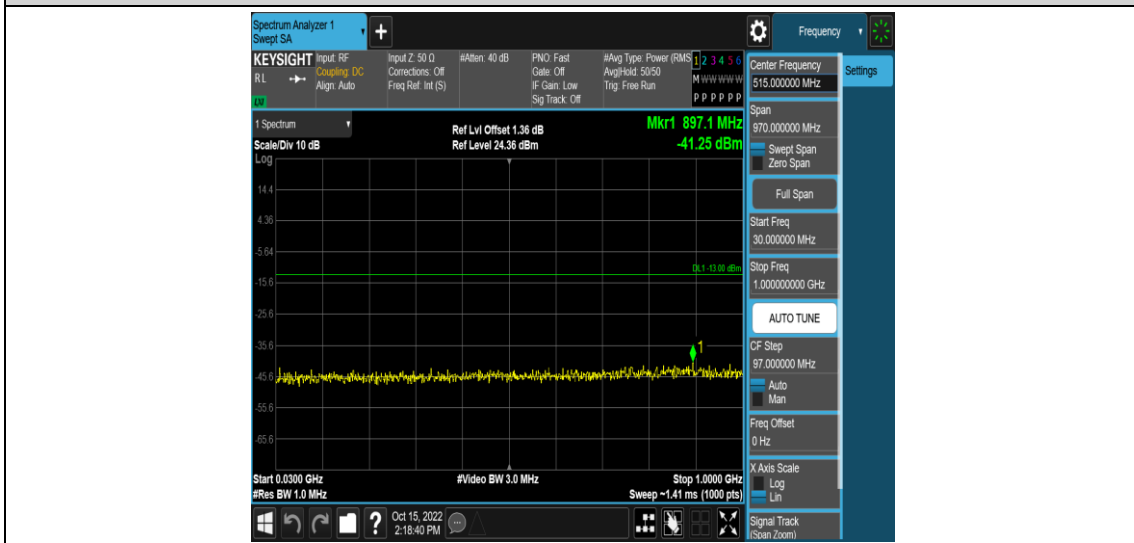 Spectrum Analyzer 1
Swept SA
Frequency
KEYSIGHT
RL
Input: RF
Coupling: DC
Align: Auto
Input Z: 50 Ω
Corrections: Off
Freq Ref: Int (S)
#Atten: 40 dB
PNO: Fast
Gate: Off
IF Gain: Low
Sig Track: Off
#Avg Type: Power (RMS
Avg|Hold: 50/50
Trig: Free Run
1 2 3 4 5 6
M W W W W W
P P P P P P
1 Spectrum
Scale/Div 10 dB
Log
Ref Lvl Offset 1.36 dB
Ref Level 24.36 dBm
Mkr1 897.1 MHz
-41.25 dBm
14.4
4.36
-5.64
-15.6
-25.6
-35.6
-45.6
-55.6
-65.6
DL1 -13.00 dBm
1
Start 0.0300 GHz
#Res BW 1.0 MHz
#Video BW 3.0 MHz
Stop 1.0000 GHz
Sweep ~1.41 ms (1000 pts)
Oct 15, 2022
2:18:40 PM
Center Frequency
515.000000 MHz
Settings
Span
970.000000 MHz
Swept Span
Zero Span
Full Span
Start Freq
30.000000 MHz
Stop Freq
1.000000000 GHz
AUTO TUNE
CF Step
97.000000 MHz
Auto
Man
Freq Offset
0 Hz
X Axis Scale
Log
Lin
Signal Track
(Span Zoom)